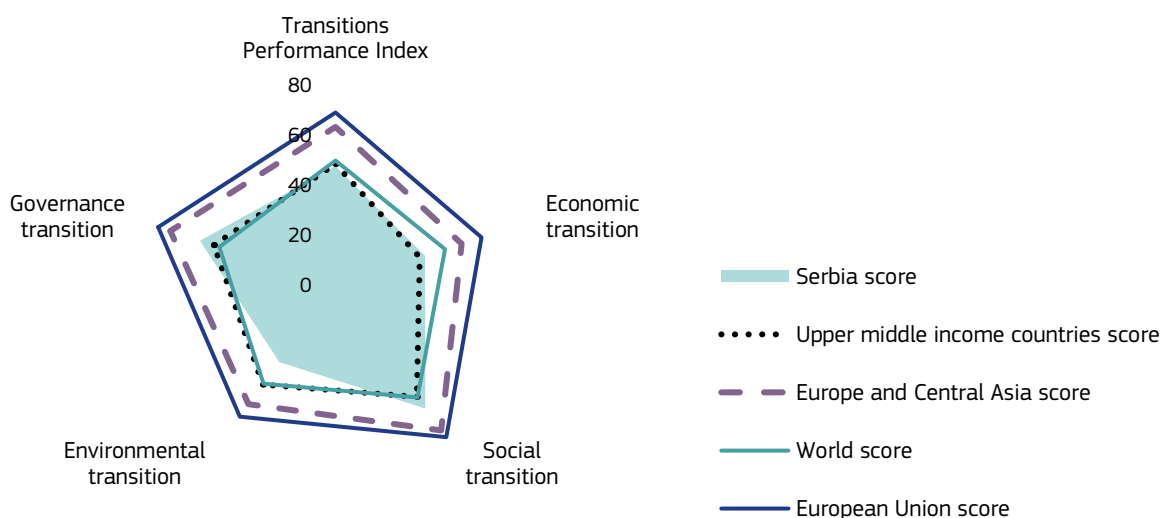 Transitions
Performance Index
80
60
40
20
0
Governance
transition
Economic
transition
Environmental
transition
Social
transition
Serbia score
Upper middle income countries score
Europe and Central Asia score
World score
European Union score